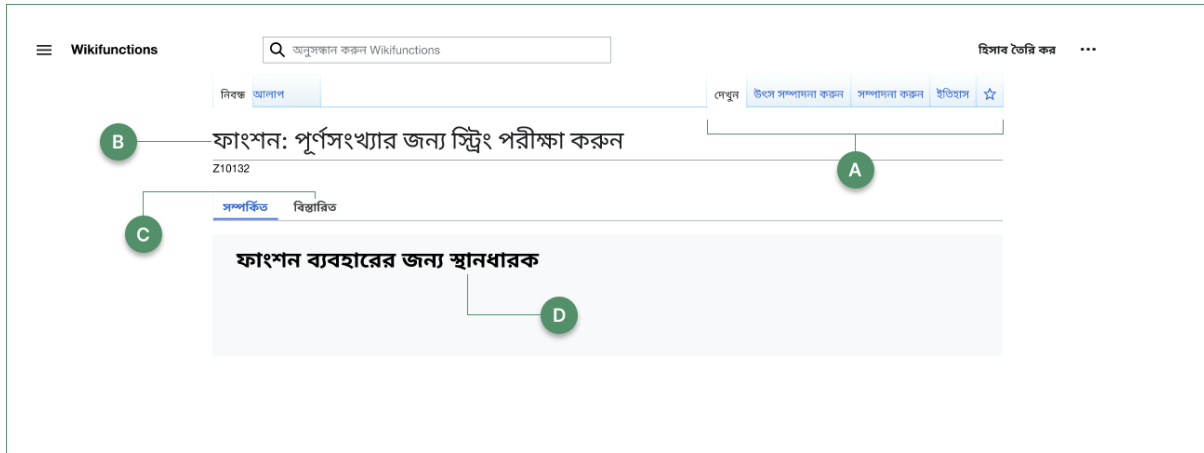 Wikifunctions অনুসন্ধান করুন Wikifunctions হিসাব তৈরি কর
নিবন্ধ আলাপ দেখুন উৎস সম্পাদনা করুন সম্পাদনা করুন ইতিহাস
B ফাংশন: পূর্ণসংখ্যার জন্য স্ট্রিং পরীক্ষা করুন
Z10132 A
সম্পর্কিত বিস্তারিত
C
ফাংশন ব্যবহারের জন্য স্থানধারক
D